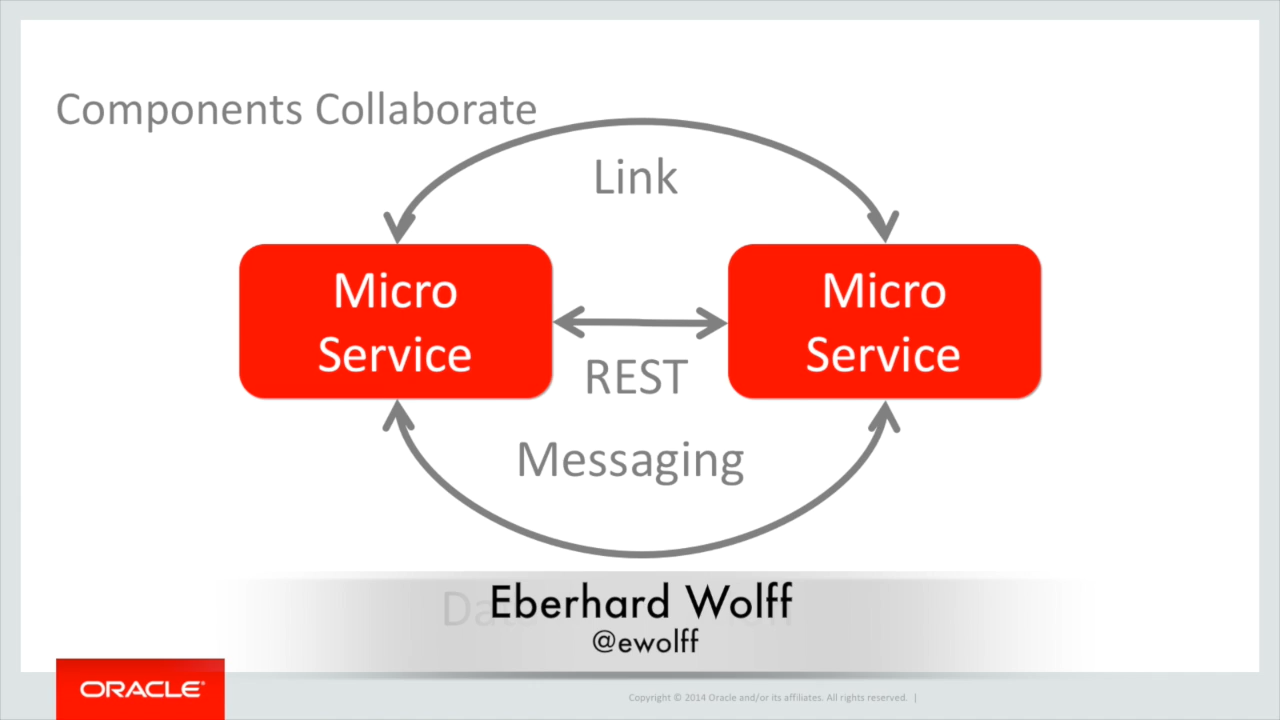 Components Collaborate
Link
Micro
Service
Micro
Service
REST
Messaging
Eberhard Wolff
@ewolff
ORACLE®
Copyright © 2014 Oracle and/or its affiliates. All rights reserved. |